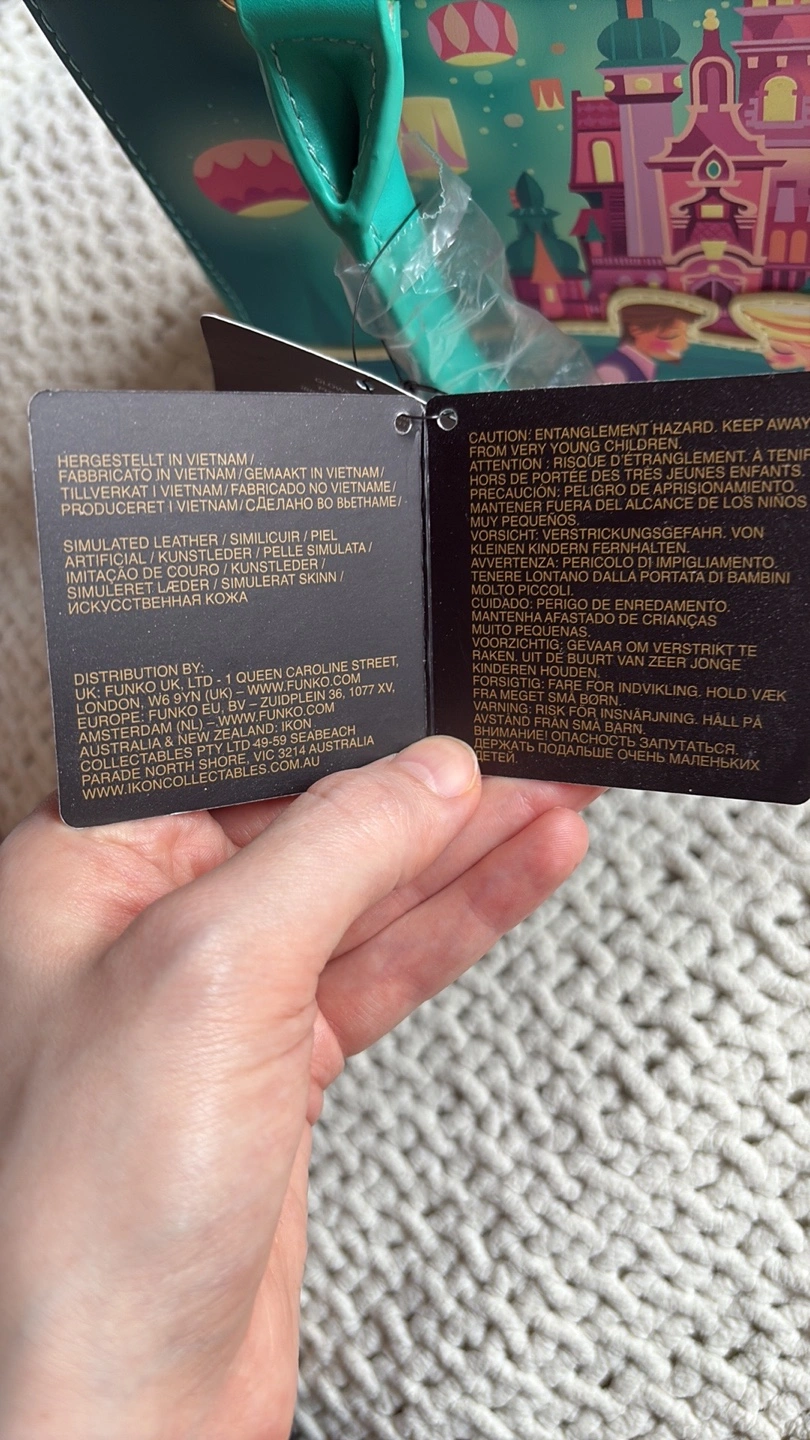 HERGESTELLT IN VIETNAM /
FABBRICATO IN VIETNAM / GEMAAKT IN VIETNAM /
TILLVERKAT I VIETNAM / FABRICADO NO VIETNAME /
PRODUCERET I VIETNAM / СДЕЛАНО ВО ВЬЕТНАМЕ /
SIMULATED LEATHER / SIMILICUIR / PIEL
ARTIFICIAL / KUNSTLEDER / PELLE SIMULATA /
IMITAÇÃO DE COURO / KUNSTLEDER /
SIMULERET LÆDER / SIMULERAT SKINN /
ИСКУССТВЕННАЯ КОЖА
DISTRIBUTION BY:
UK: FUNKO UK, LTD - 1 QUEEN CAROLINE STREET,
LONDON, W6 9YN (UK) – WWW.FUNKO.COM
EUROPE: FUNKO EU, BV – ZUIDPLEIN 36, 1077 XV,
AMSTERDAM (NL) – WWW.FUNKO.COM
AUSTRALIA & NEW ZEALAND: IKON
COLLECTABLES PTY LTD 49-59 SEABEACH
PARADE NORTH SHORE, VIC 3214 AUSTRALIA
WWW.IKONCOLLECTABLES.COM.AU
CAUTION: ENTANGLEMENT HAZARD. KEEP AWAY
FROM VERY YOUNG CHILDREN.
ATTENTION : RISQUE D'ÉTRANGLEMENT. À TENIR
HORS DE PORTÉE DES TRÈS JEUNES ENFANTS.
PRECAUCIÓN: PELIGRO DE APRISIONAMIENTO.
MANTENER FUERA DEL ALCANCE DE LOS NIÑOS
MUY PEQUEÑOS.
VORSICHT: VERSTRICKUNGSGEFAHR. VON
KLEINEN KINDERN FERNHALTEN.
AVVERTENZA: PERICOLO DI IMPIGLIAMENTO.
TENERE LONTANO DALLA PORTATA DI BAMBINI
MOLTO PICCOLI.
CUIDADO: PERIGO DE ENREDAMENTO.
MANTENHA AFASTADO DE CRIANÇAS
MUITO PEQUENAS.
VOORZICHTIG: GEVAAR OM VERSTRIKT TE
RAKEN. UIT DE BUURT VAN ZEER JONGE
KINDEREN HOUDEN.
FORSIGTIG: FARE FOR INDVIKLING. HOLD VÆK
FRA MEGET SMÅ BØRN.
VARNING: RISK FÖR INSNÄRJNING. HÅLL PÅ
AVSTÅND FRÅN SMÅ BARN.
ВНИМАНИЕ! ОПАСНОСТЬ ЗАПУТАТЬСЯ.
ДЕРЖАТЬ ПОДАЛЬШЕ ОЧЕНЬ МАЛЕНЬКИХ
ДЕТЕЙ.